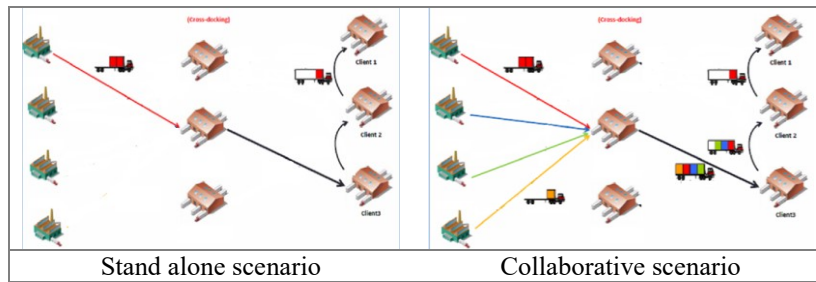 (Cross-docking)
Client 1
Client 2
Client3
(Cross-docking)
Client 1
Client 2
Client3
Stand alone scenario
Collaborative scenario